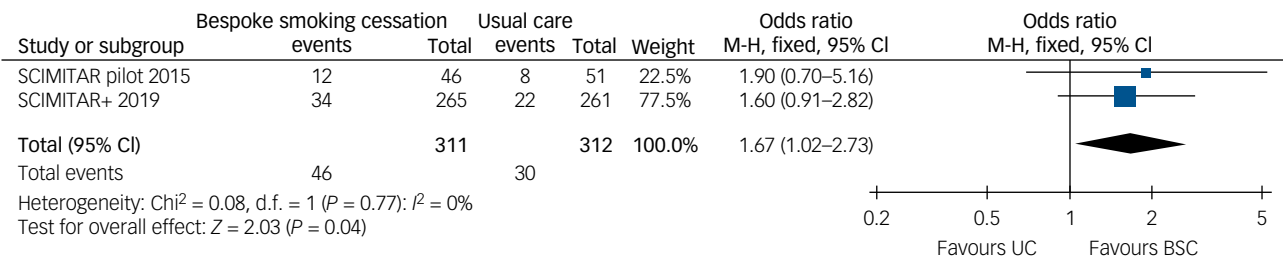 Bespoke smoking cessation Usual care Odds ratio Odds ratio
Study or subgroup events Total events Total Weight M-H, fixed, 95% CI M-H, fixed, 95% CI
SCIMITAR pilot 2015 12 46 8 51 22.5% 1.90 (0.70–5.16)
SCIMITAR+ 2019 34 265 22 261 77.5% 1.60 (0.91–2.82)
Total (95% CI) 311 312 100.0% 1.67 (1.02–2.73)
Total events 46 30
Heterogeneity: Chi² = 0.08, d.f. = 1 (P = 0.77): I² = 0%
Test for overall effect: Z = 2.03 (P = 0.04)
0.2 0.5 1 2 5
Favours UC Favours BSC